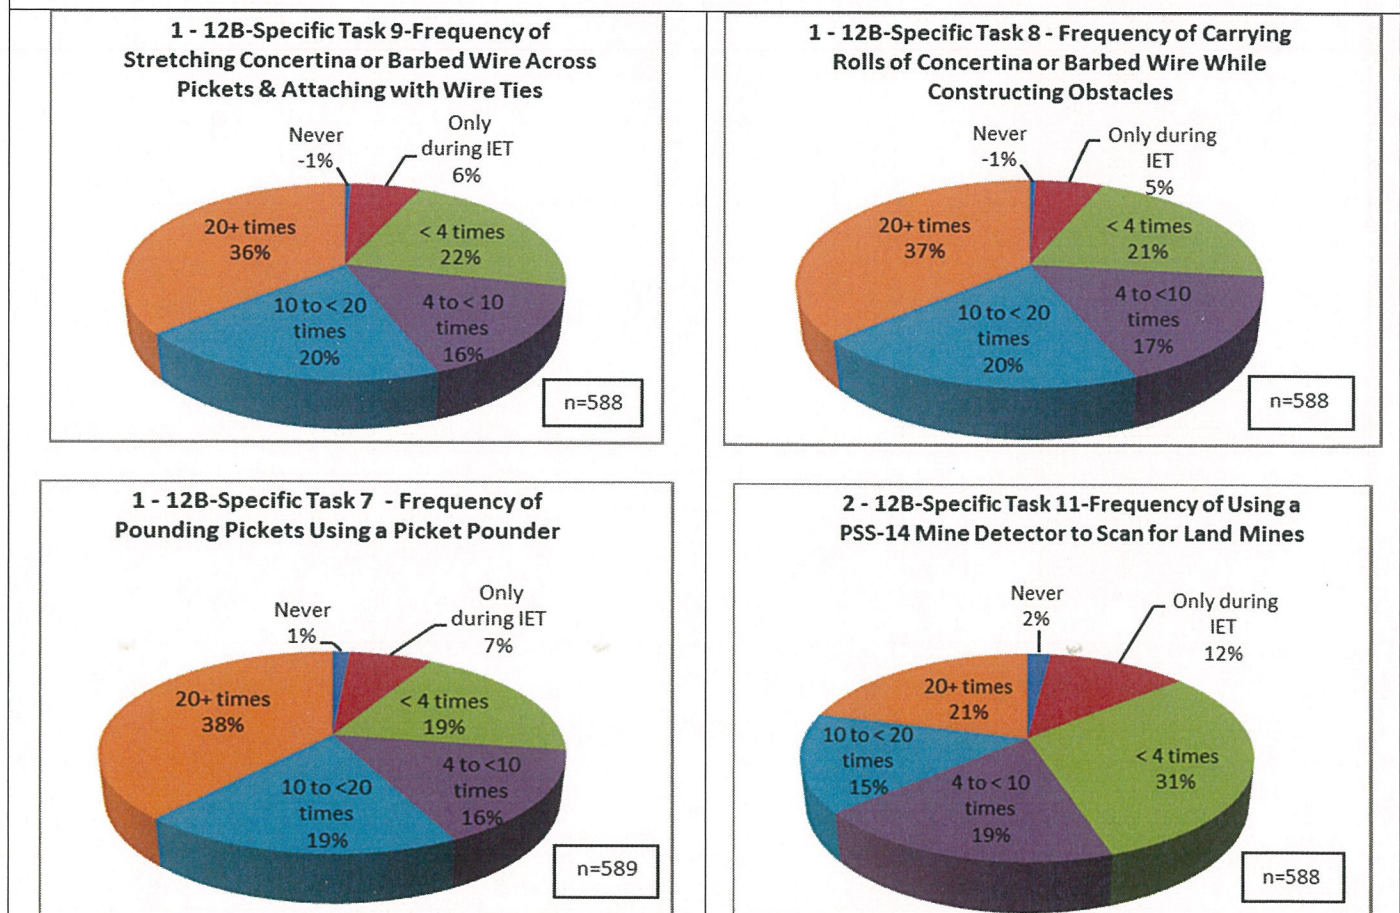 1 - 12B-Specific Task 9-Frequency of
Stretching Concertina or Barbed Wire Across
Pickets & Attaching with Wire Ties
Never
-1%
Only
during IET
6%
20+ times
36%
< 4 times
22%
10 to < 20
times
20%
4 to < 10
times
16%
n=588
1 - 12B-Specific Task 8 - Frequency of Carrying
Rolls of Concertina or Barbed Wire While
Constructing Obstacles
Never
-1%
Only during
IET
5%
20+ times
37%
< 4 times
21%
10 to < 20
times
20%
4 to <10
times
17%
n=588
1 - 12B-Specific Task 7 - Frequency of
Pounding Pickets Using a Picket Pounder
Never
1%
Only
during IET
7%
20+ times
38%
< 4 times
19%
10 to <20
times
19%
4 to <10
times
16%
n=589
2 - 12B-Specific Task 11-Frequency of Using a
PSS-14 Mine Detector to Scan for Land Mines
Never
2%
Only during
IET
12%
20+ times
21%
10 to < 20
times
15%
4 to < 10
times
19%
< 4 times
31%
n=588